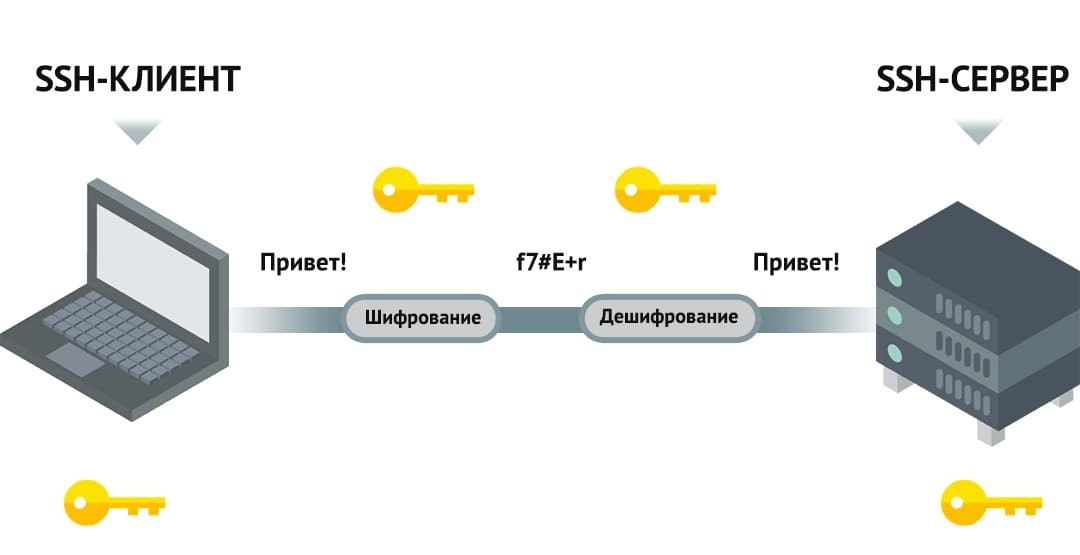 SSH-КЛИЕНТ
SSH-СЕРВЕР
Привет!
f7#E+r
Привет!
Шифрование
Дешифрование